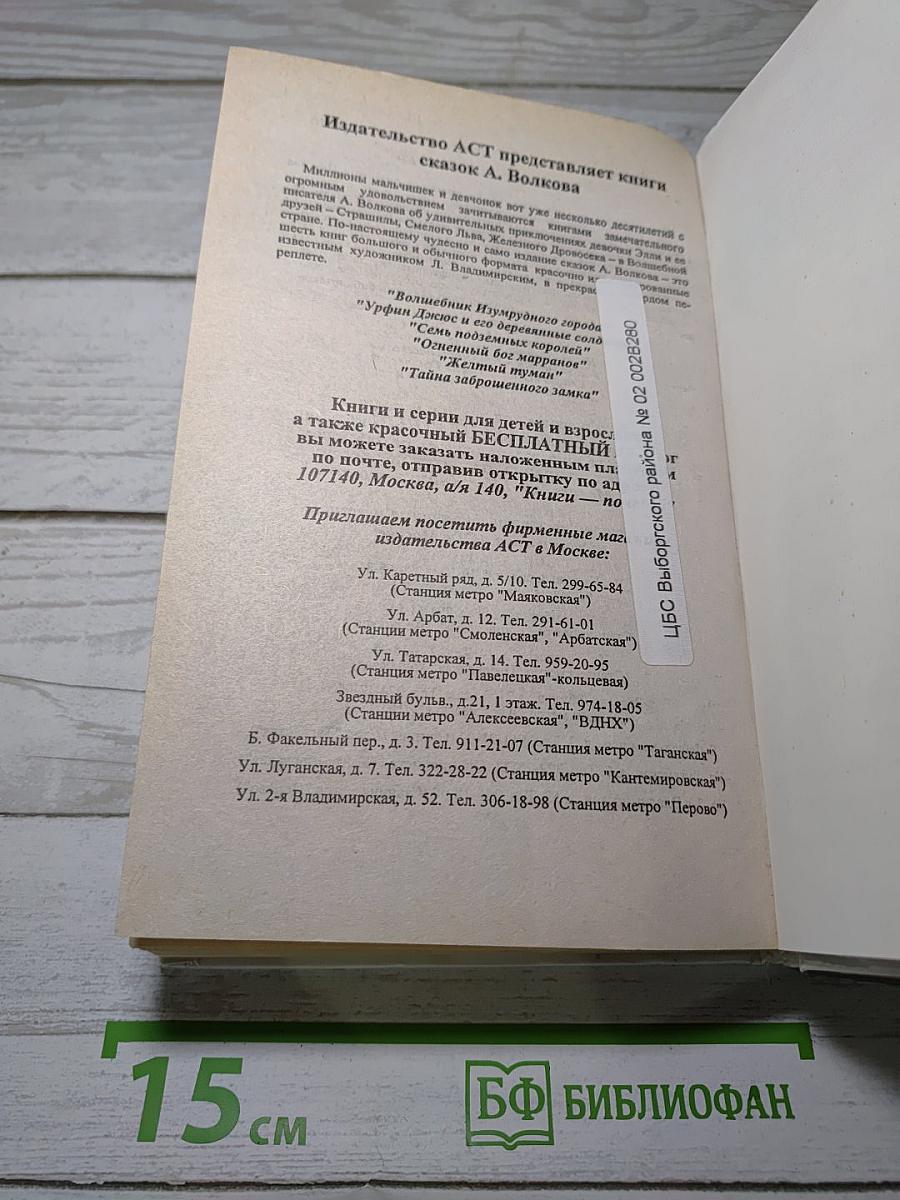 Издательство АСТ представляет книги
сказок А. Волкова
Миллионы мальчишек и девчонок вот уже несколько десятилетий с
огромным удовольствием зачитываются книгами замечательного
писателя А. Волкова об удивительных приключениях девочки Элли и ее
друзей – Страшилы, Смелого Льва, Железного Дровосека – в Волшебной
стране. По-настоящему чудесно и само издание сказок А. Волкова – это
шесть книг большого и обычного формата красочно
известным художником Л. Владимирским, в пе-
реплете.
"Волшебник Изумрудного города
"Урфин Джюс и его деревянные
"Семь подземных королей"
"Огненный бог марранов"
"Желтый туман"
"Тайна заброшенного замка"
Книги и серии для детей и
а также красочный БЕСПЛАТНЫЙ
вы можете заказать наложенным
по почте, отправив открытку по
107140, Москва, а/я 140, "Книги —
Приглашаем посетить фирменные
издательства АСТ в Москве:
Ул. Каретный ряд, д. 5/10. Тел. 299-65-84
(Станция метро "Маяковская")
Ул. Арбат, д. 12. Тел. 291-61-01
(Станции метро "Смоленская", "Арбатская")
Ул. Татарская, д. 14. Тел. 959-20-95
(Станция метро "Павелецкая"-кольцевая)
Звездный бульв., д.21, 1 этаж. Тел. 974-18-05
(Станции метро "Алексеевская", "ВДНХ")
Б. Факельный пер., д. 3. Тел. 911-21-07 (Станция метро "Таганская")
Ул. Луганская, д. 7. Тел. 322-28-22 (Станция метро "Кантемировская")
Ул. 2-я Владимирская, д. 52. Тел. 306-18-98 (Станция метро "Перово")
ЦБС Выборгского района № 02 002В280
15 см
БФ БИБЛИОФАН